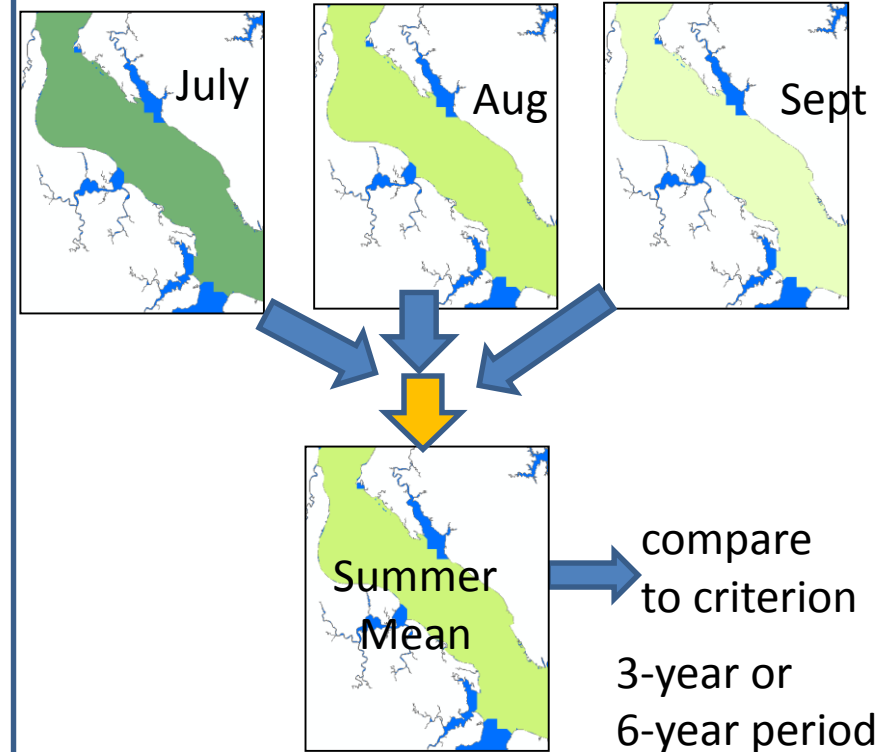 July
Aug
Sept
Summer
Mean
compare
to criterion
3-year or
6-year period